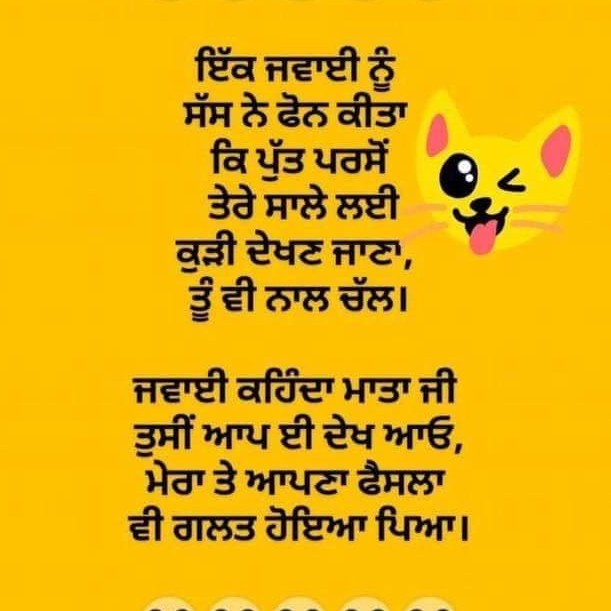 ਇੱਕ ਜਵਾਈ ਨੂੰ
ਸੱਸ ਨੇ ਫੋਨ ਕੀਤਾ
ਕਿ ਪੁੱਤ ਪਰਸੋਂ
ਤੇਰੇ ਸਾਲੇ ਲਈ
ਕੁੜੀ ਦੇਖਣ ਜਾਣਾ,
ਤੂੰ ਵੀ ਨਾਲ ਚੱਲ।
ਜਵਾਈ ਕਹਿੰਦਾ ਮਾਤਾ ਜੀ
ਤੁਸੀਂ ਆਪ ਈ ਦੇਖ ਆਓ,
ਮੇਰਾ ਤੇ ਆਪਣਾ ਫੈਸਲਾ
ਵੀ ਗਲਤ ਹੋਇਆ ਪਿਆ।